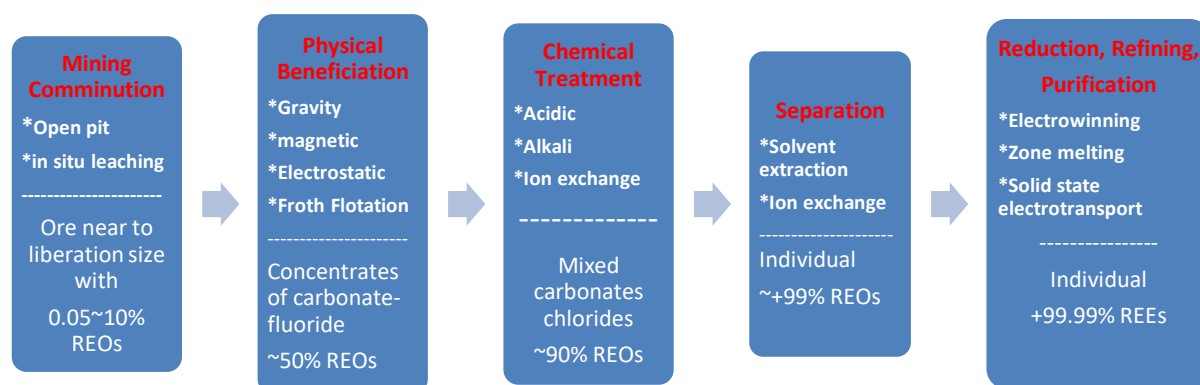 Mining
Comminution
*Open pit
*in situ leaching
---------------------
Ore near to
liberation size
with
0.05~10%
REOs
Physical
Beneficiation
*Gravity
*magnetic
*Electrostatic
*Froth Flotation
---------------------
Concentrates
of carbonate-
fluoride
~50% REOs
Chemical
Treatment
*Acidic
*Alkali
*Ion exchange
-------------
Mixed
carbonates
chlorides
~90% REOs
Separation
*Solvent
extraction
*Ion exchange
---------------------
Individual
~+99% REOs
Reduction, Refining,
Purification
*Electrowinning
*Zone melting
*Solid state
electrotransport
----------------
Individual
+99.99% REEs